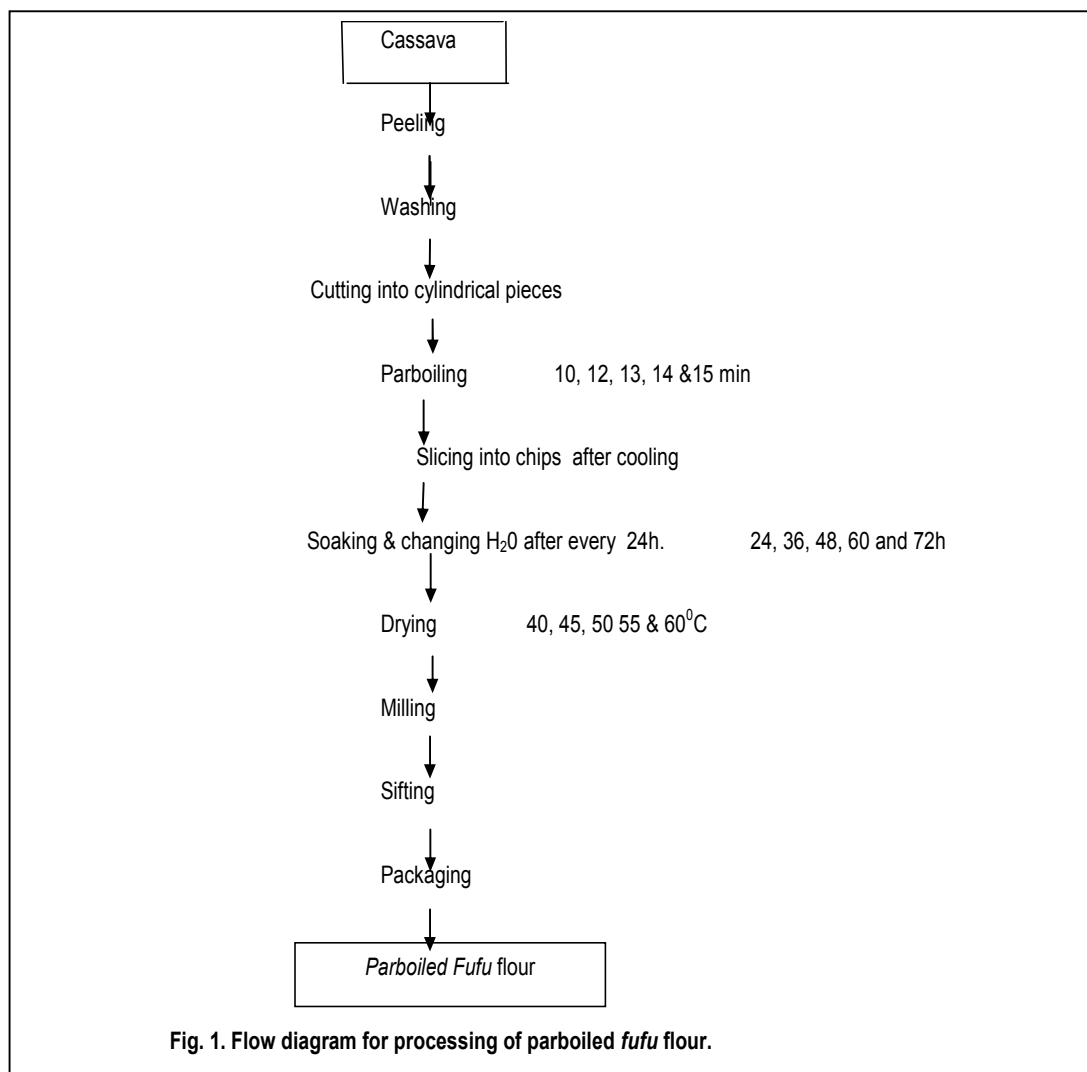 Cassava
Peeling
Washing
Cutting into cylindrical pieces
Parboiling 10, 12, 13, 14 &15 min
Slicing into chips after cooling
Soaking & changing H₂0 after every 24h. 24, 36, 48, 60 and 72h
Drying 40, 45, 50 55 & 60⁰C
Milling
Sifting
Packaging
Parboiled Fufu flour
Fig. 1. Flow diagram for processing of parboiled fufu flour.